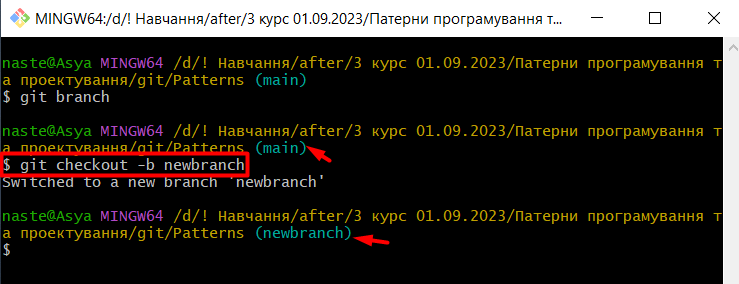 MINGW64:/d/! Навчання/after/3 курс 01.09.2023/Патерни програмування т...
naste@Asya MINGW64 /d/! Навчання/after/3 курс 01.09.2023/Патерни програмування т
а проектування/git/Patterns (main)
$ git branch
naste@Asya MINGW64 /d/! Навчання/after/3 курс 01.09.2023/Патерни програмування т
а проектування/git/Patterns (main)
$ git checkout -b newbranch
Switched to a new branch 'newbranch'
naste@Asya MINGW64 /d/! Навчання/after/3 курс 01.09.2023/Патерни програмування т
а проектування/git/Patterns (newbranch)
$